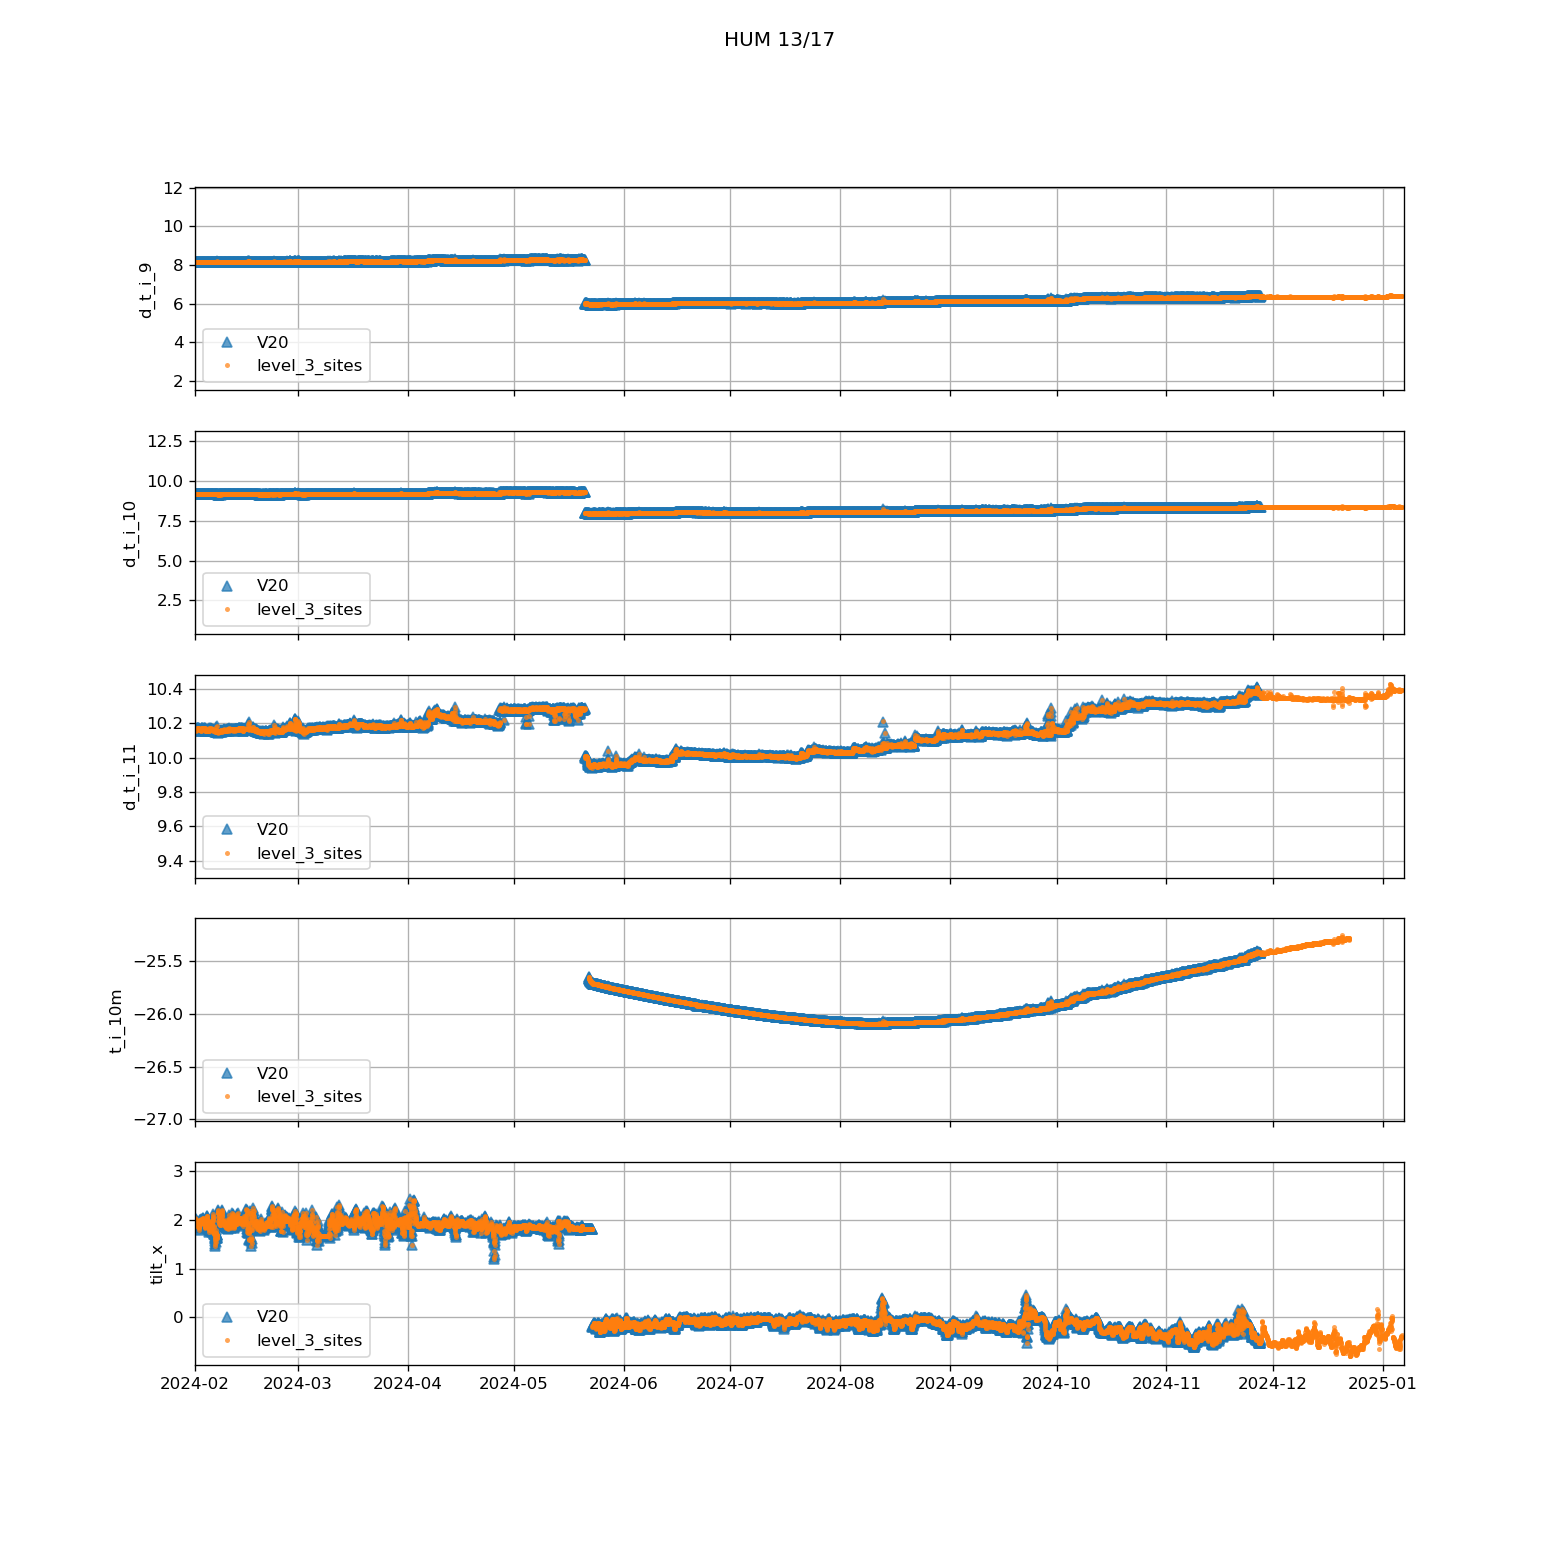 HUM 13/17
12
10
8
6
4
2
d_t_i_9
V20
level_3_sites
12.5
10.0
7.5
5.0
2.5
d_t_i_10
V20
level_3_sites
10.4
10.2
10.0
9.8
9.6
9.4
d_t_i_11
V20
level_3_sites
−25.5
−26.0
−26.5
−27.0
t_i_10m
V20
level_3_sites
3
2
1
0
tilt_x
V20
level_3_sites
2024-02 2024-03 2024-04 2024-05 2024-06 2024-07 2024-08 2024-09 2024-10 2024-11 2024-12 2025-01